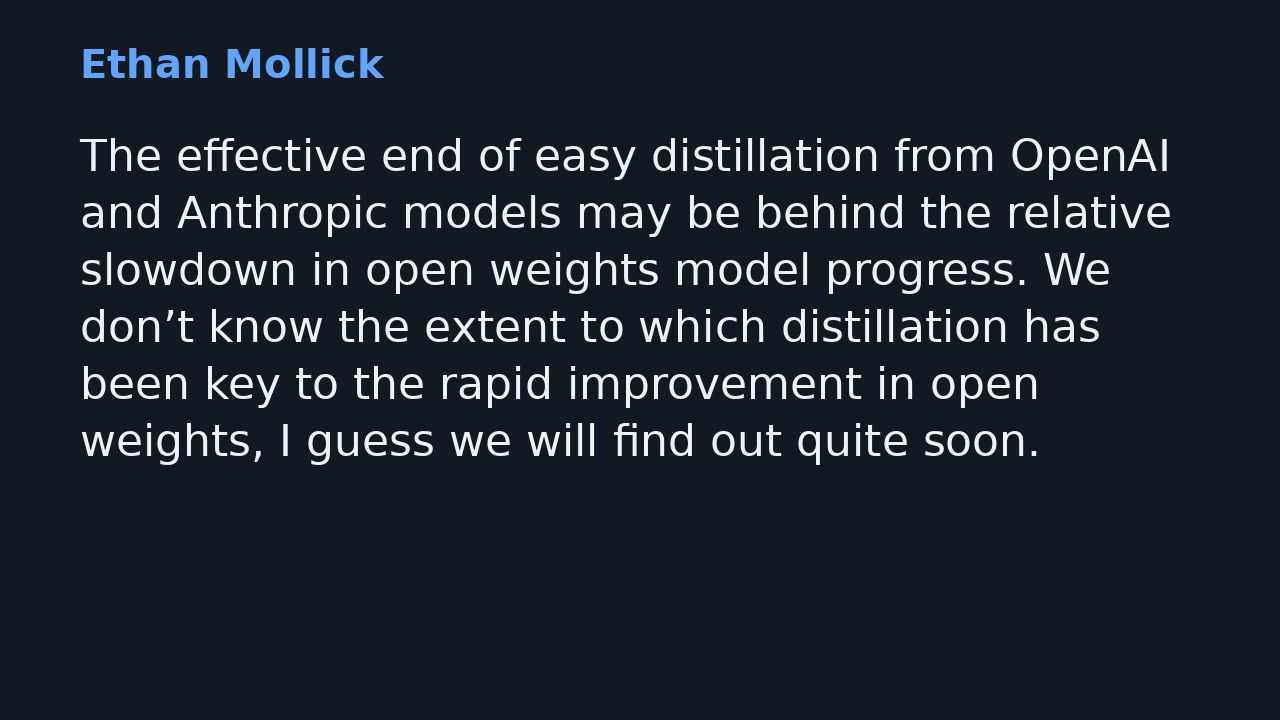 Ethan Mollick
The effective end of easy distillation from OpenAI
and Anthropic models may be behind the relative
slowdown in open weights model progress. We
don’t know the extent to which distillation has
been key to the rapid improvement in open
weights, I guess we will find out quite soon.